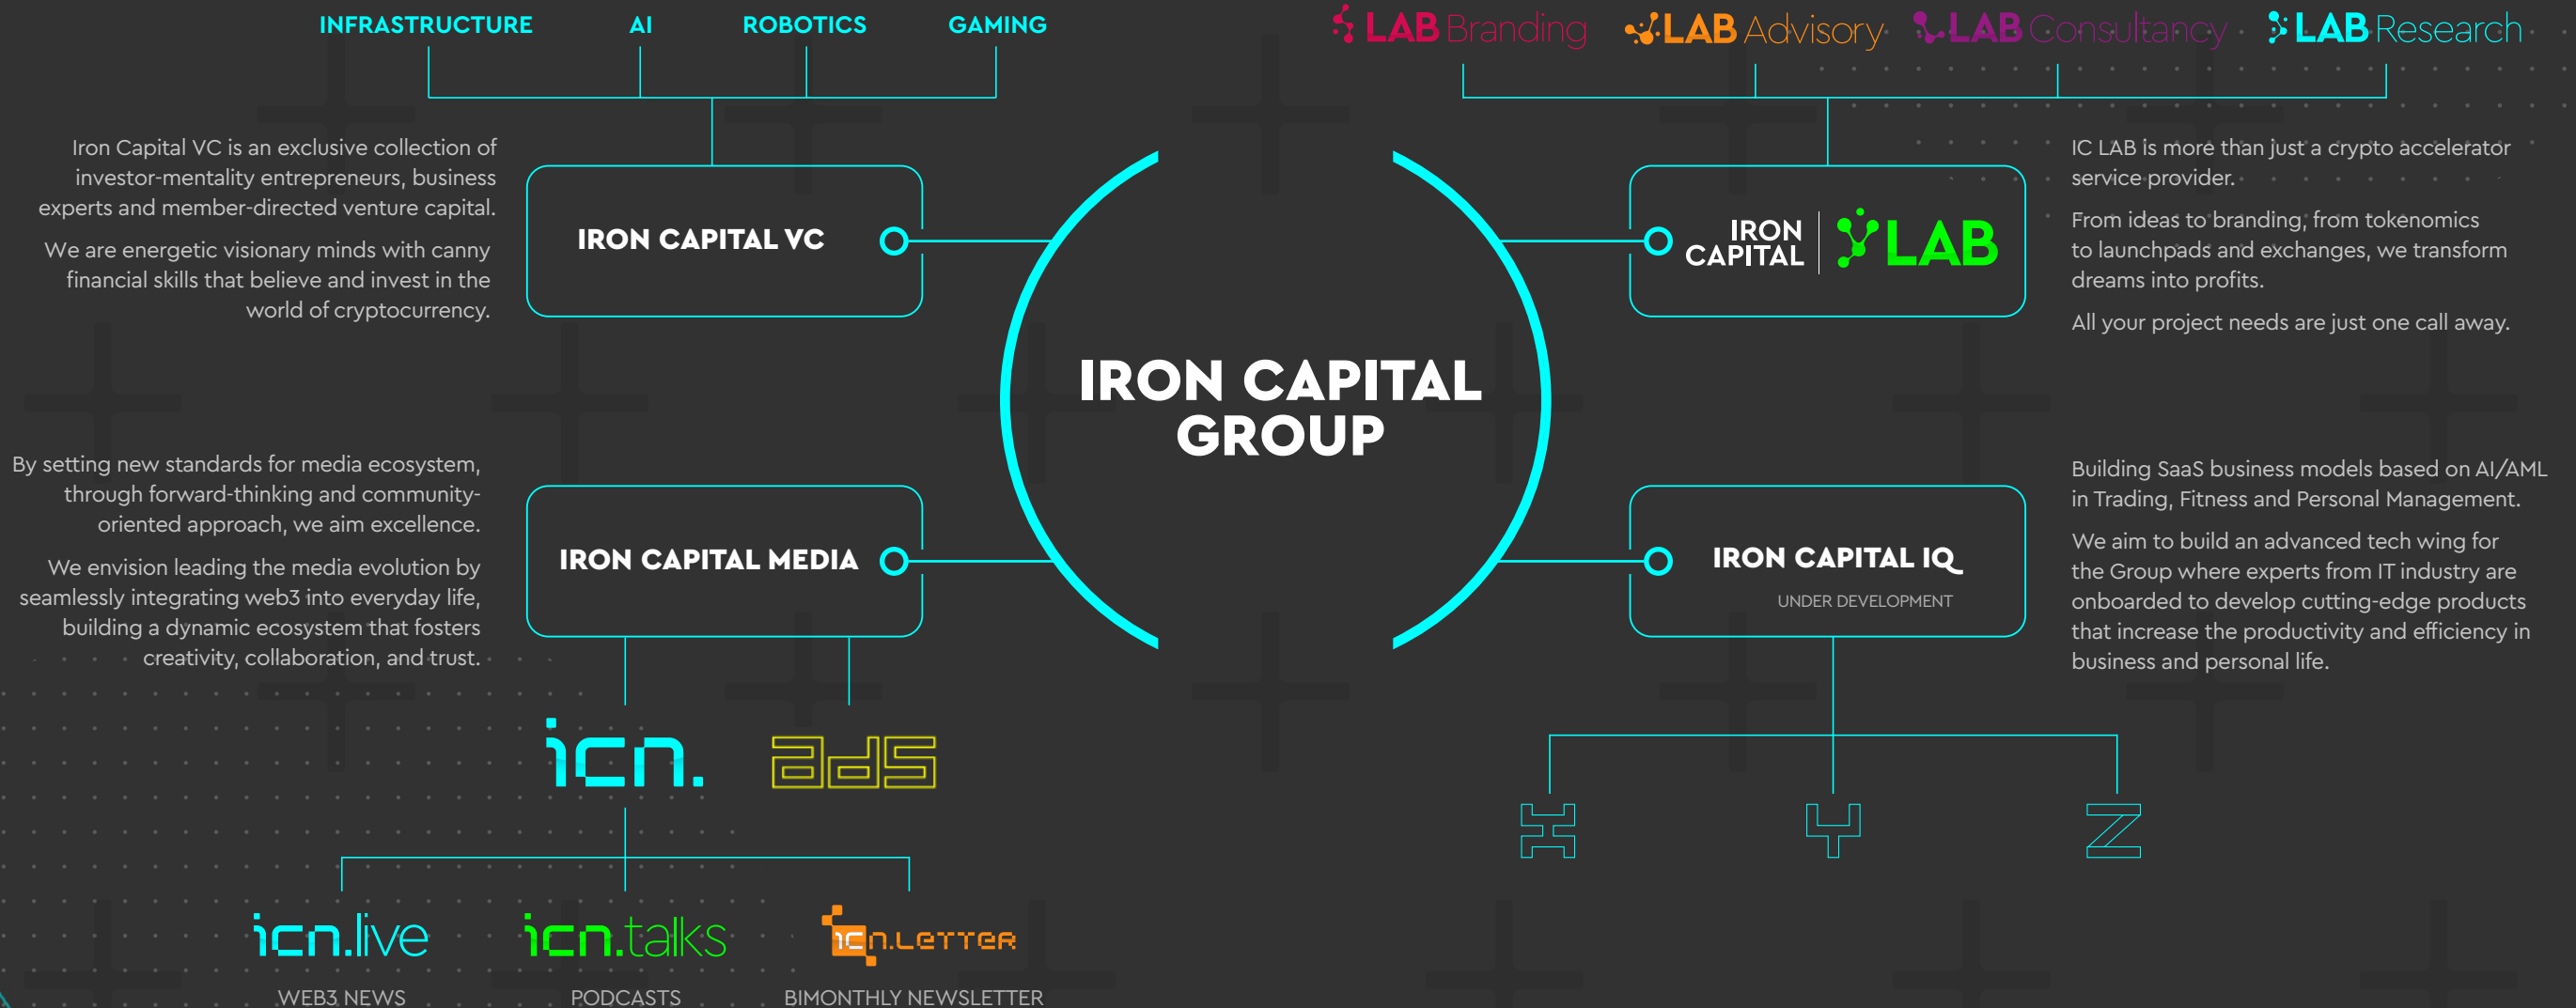 INFRASTRUCTURE
AI
ROBOTICS
GAMING
LAB Branding
LAB Advisory
LAB Consultancy
LAB Research
Iron Capital VC is an exclusive collection of
investor-mentality entrepreneurs, business
experts and member-directed venture capital.
We are energetic visionary minds with canny
financial skills that believe and invest in the
world of cryptocurrency.
IRON CAPITAL VC
IRON
CAPITAL
LAB
IC LAB is more than just a crypto accelerator
service provider.
From ideas to branding, from tokenomics
to launchpads and exchanges, we transform
dreams into profits.
All your project needs are just one call away.
IRON CAPITAL
GROUP
By setting new standards for media ecosystem,
through forward-thinking and community-
oriented approach, we aim excellence.
We envision leading the media evolution by
seamlessly integrating web3 into everyday life,
building a dynamic ecosystem that fosters
creativity, collaboration, and trust.
IRON CAPITAL MEDIA
IRON CAPITAL IQ
UNDER DEVELOPMENT
Building SaaS business models based on AI/AML
in Trading, Fitness and Personal Management.
We aim to build an advanced tech wing for
the Group where experts from IT industry are
onboarded to develop cutting-edge products
that increase the productivity and efficiency in
business and personal life.
icn.
ads
X
Y
Z
icn.live
icn.talks
icn.LETTER
WEB3 NEWS
PODCASTS
BIMONTHLY NEWSLETTER